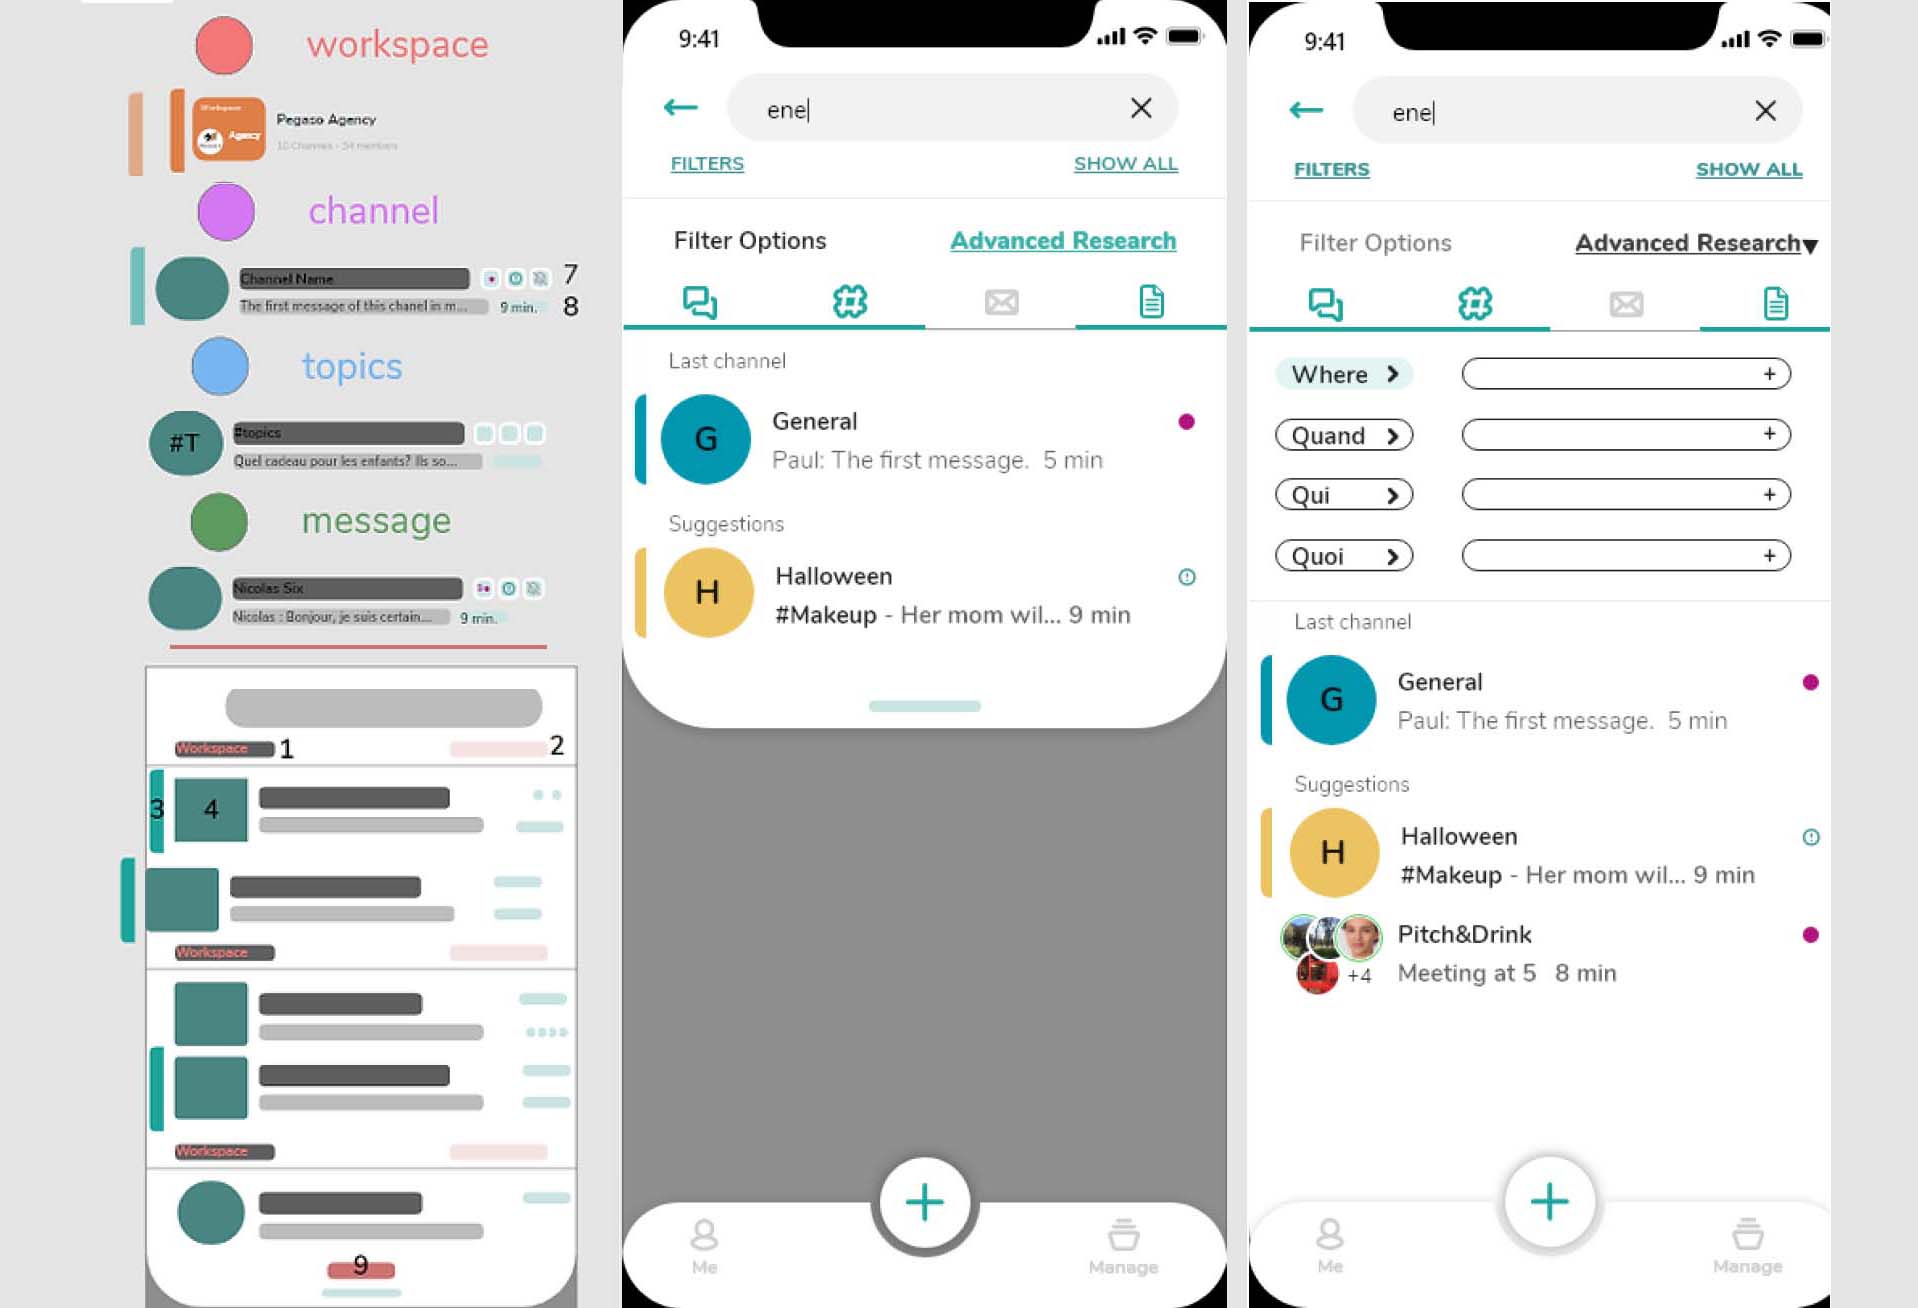 workspace
Workspace
Agency
Pegaso Agency
10 Channels - 34 members
channel
Channel Name
7
The first message of this chanel in m...
9 min.
8
topics
#T
#topics
Quel cadeau pour les enfants? Ils so...
message
Nicolas Six
Nicolas : Bonjour, je suis certain...
9 min.
Workspace
1
2
3
4
Workspace
Workspace
9
9:41
ene
FILTERS
SHOW ALL
Filter Options
Advanced Research
Last channel
G
General
Paul: The first message. 5 min
Suggestions
H
Halloween
#Makeup - Her mom wil... 9 min
Me
Manage
9:41
ene
FILTERS
SHOW ALL
Filter Options
Advanced Research
Where
+
Quand
+
Qui
+
Quoi
+
Last channel
G
General
Paul: The first message. 5 min
Suggestions
H
Halloween
#Makeup - Her mom wil... 9 min
Pitch&Drink
+4
Meeting at 5 8 min
Me
Manage